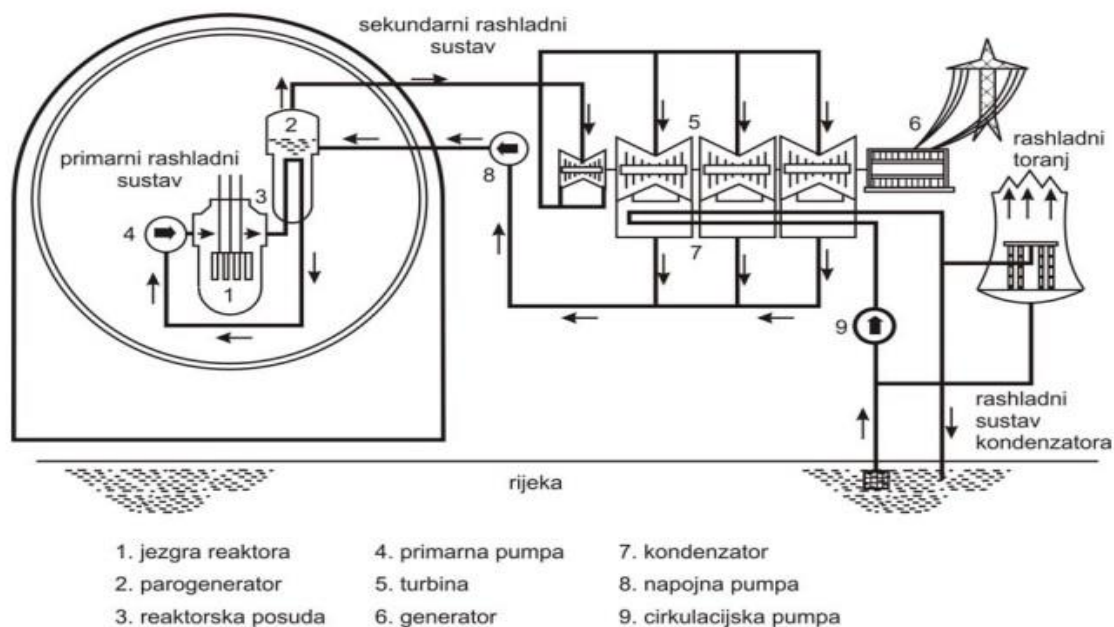 sekundarni rashladni
sustav
primarni rashladni
sustav
2
3
4
1
8
5
6
rashladni
toranj
7
9
rashladni
sustav
kondenzatora
rijeka
1. jezgra reaktora
2. parogenerator
3. reaktorska posuda
4. primarna pumpa
5. turbina
6. generator
7. kondenzator
8. napojna pumpa
9. cirkulacijska pumpa